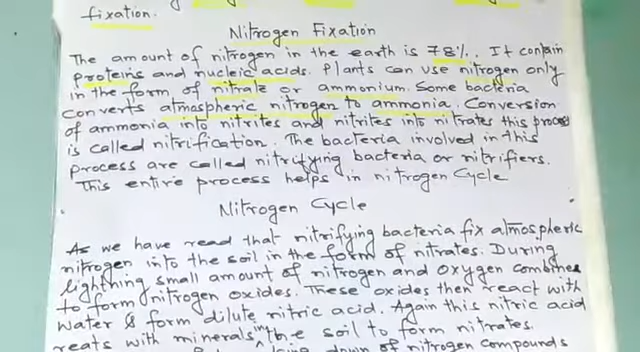 fixation.
Nitrogen Fixation
The amount of nitrogen in the earth is 78%. It contain
proteins and nucleic acids. Plants can use nitrogen only
in the form of nitrate or ammonium. Some bacteria
converts atmospheric nitrogen to ammonia. Conversion
of ammonia into nitrites and nitrites into nitrates this process
is called nitrification. The bacteria involved in this
process are called nitrifying bacteria or nitrifiers.
This entire process helps in nitrogen Cycle
Nitrogen Cycle
As we have read that nitrifying bacteria fix atmospheric
nitrogen into the soil in the form of nitrates. During
lightning small amount of nitrogen and oxygen combines
to form nitrogen oxides. These oxides then react with
water & form dilute nitric acid. Again this nitric acid
reats with minerals in the soil to form nitrates.
down of nitrogen compounds